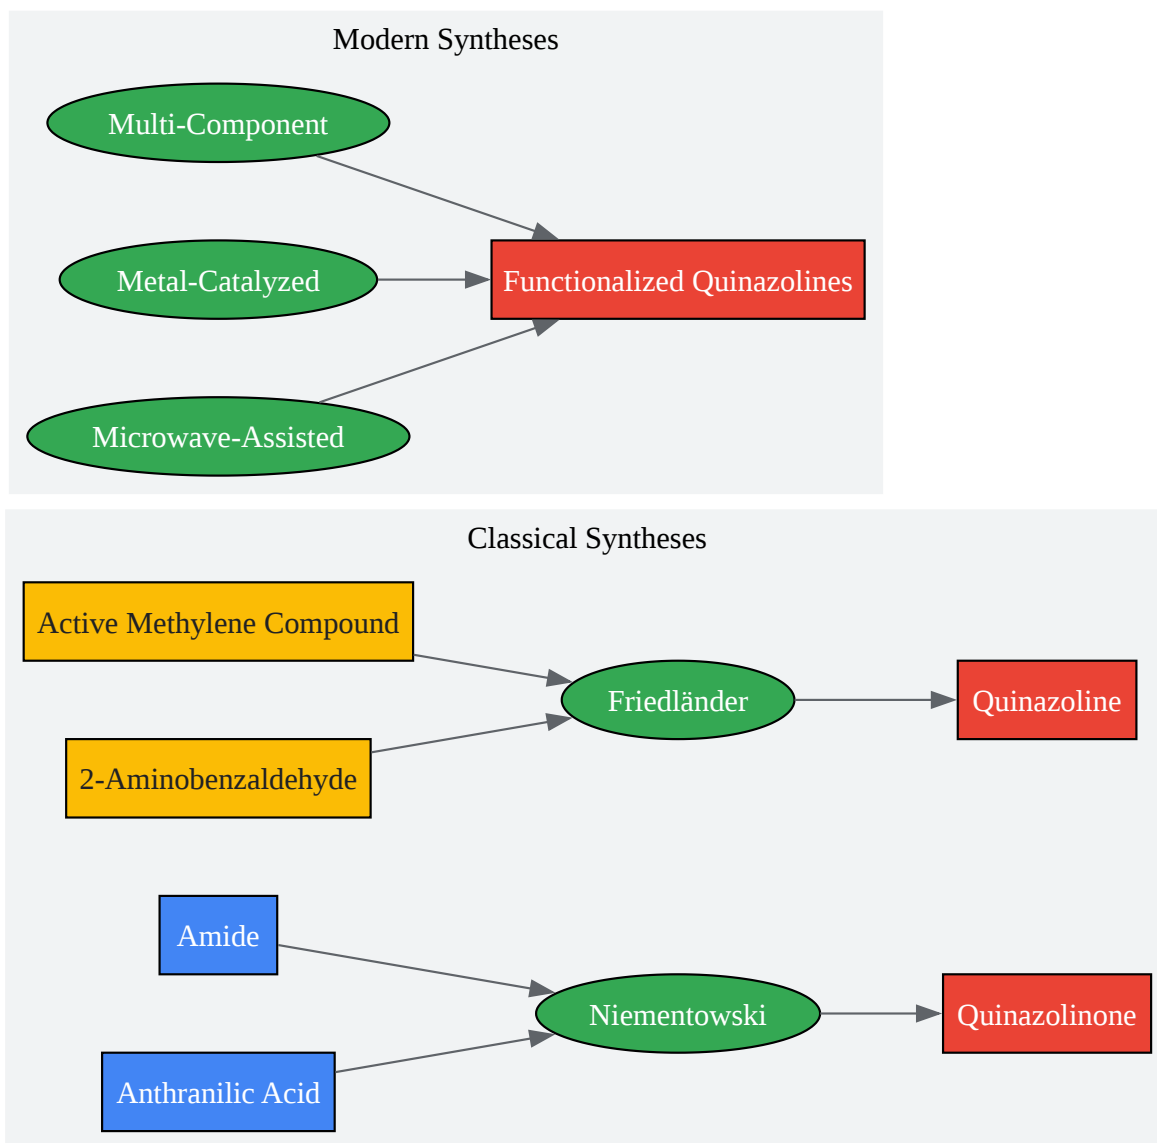 Modern Syntheses
Multi-Component
Metal-Catalyzed
Functionalized Quinazolines
Microwave-Assisted
Classical Syntheses
Active Methylene Compound
Friedländer
Quinazoline
2-Aminobenzaldehyde
Amide
Niementowski
Quinazolinone
Anthranilic Acid